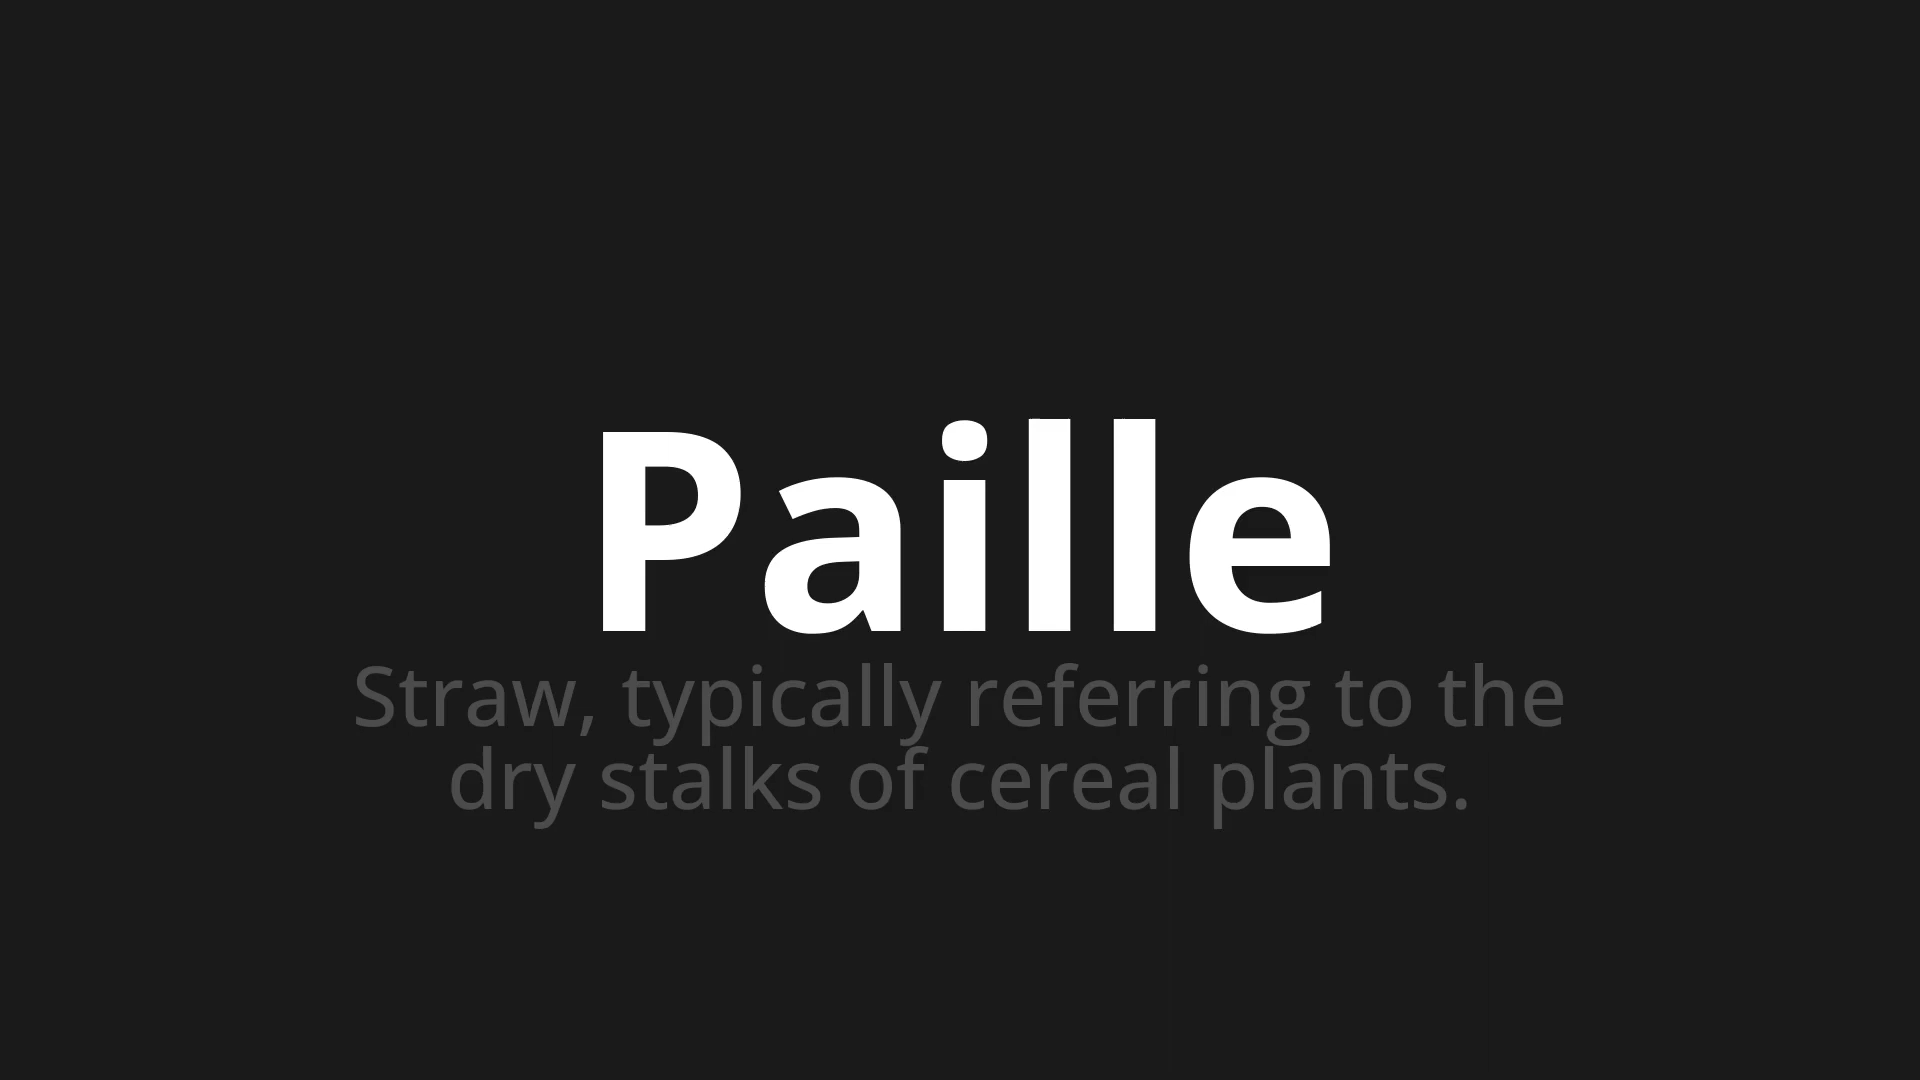 Paille
Straw, typically referring to the
dry stalks of cereal plants.